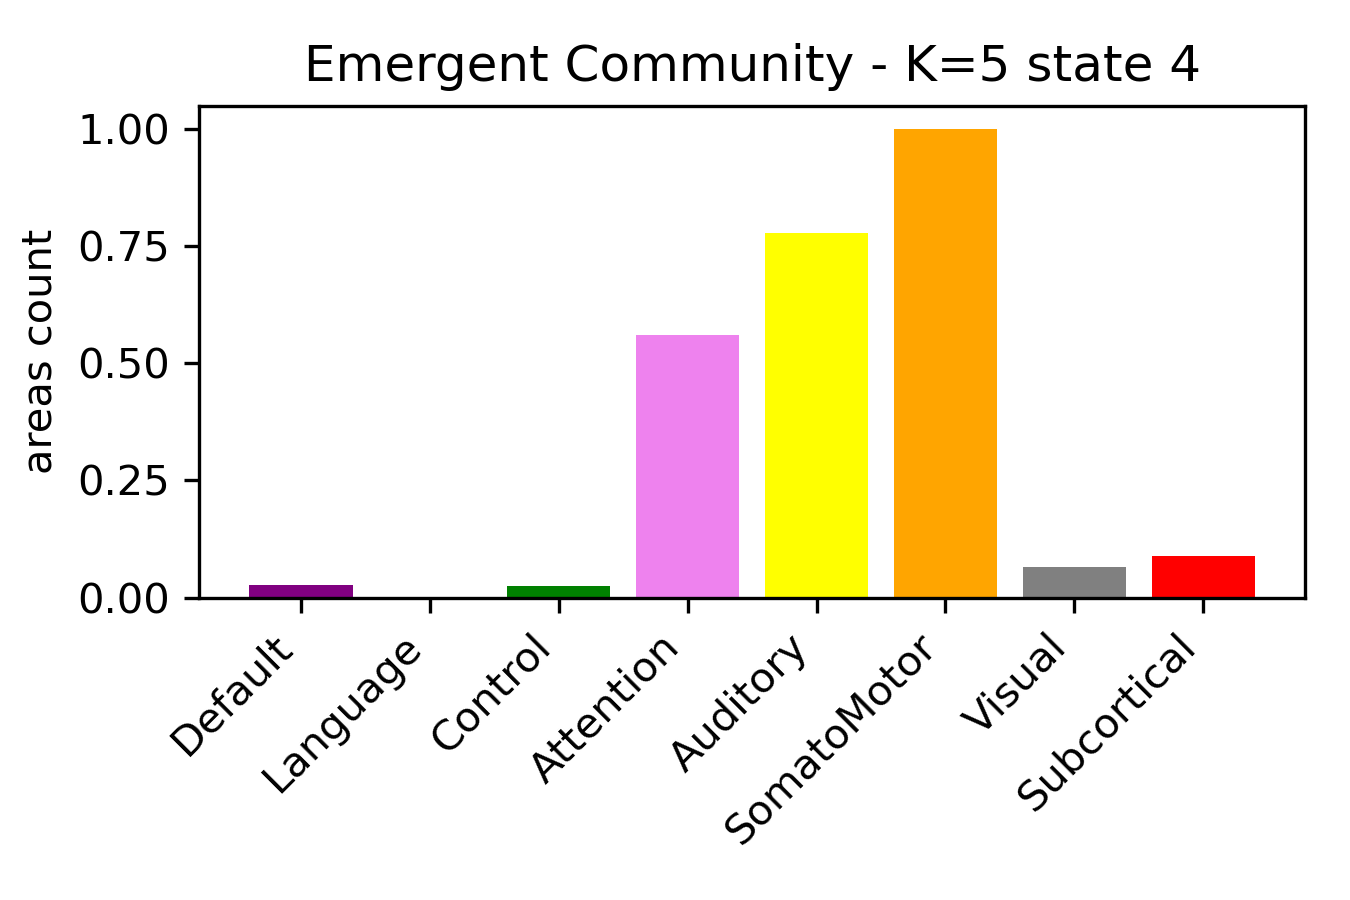 Emergent Community - K=5 state 4
areas count
1.00
0.75
0.50
0.25
0.00
Default
Language
Control
Attention
Auditory
SomatoMotor
Visual
Subcortical